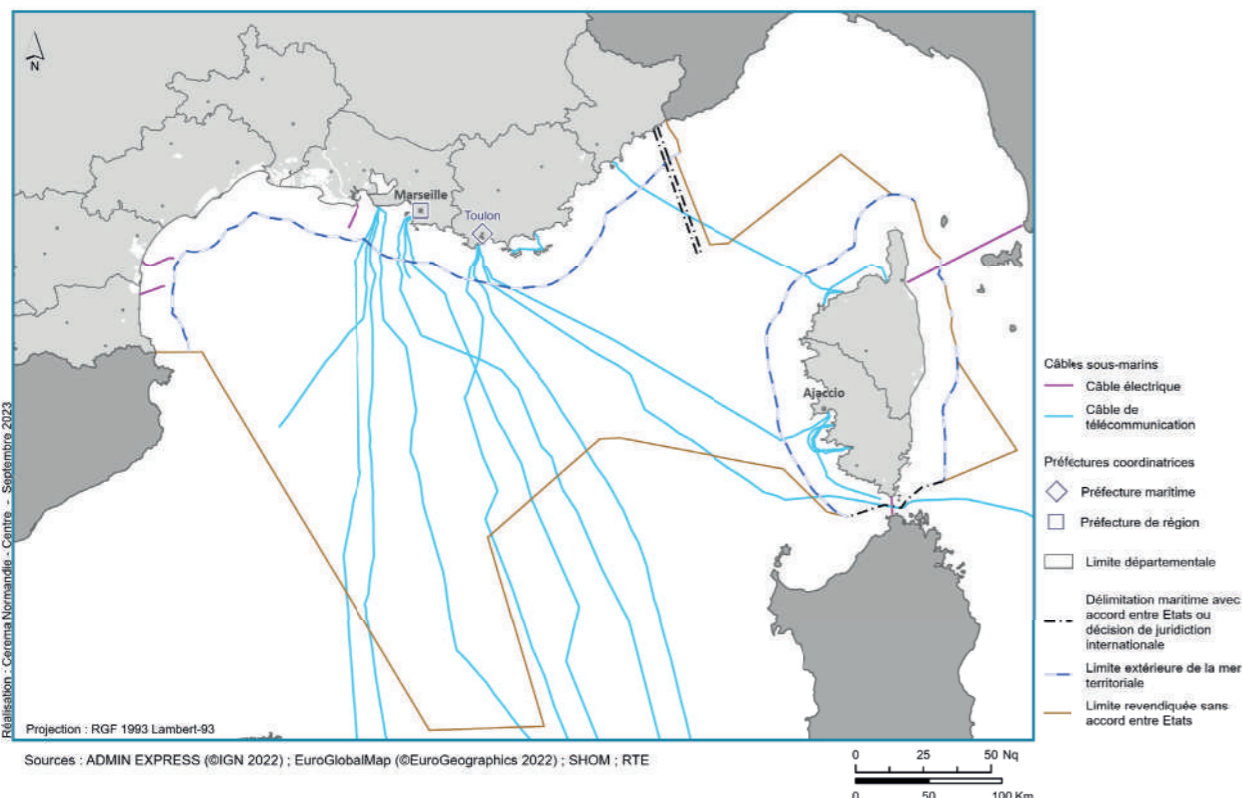 N
Marseille
Toulon
Ajaccio
Projection : RGF 1993 Lambert-93
Réalisation : Cerema Normandie - Centre - Septembre 2023
Câbles sous-marins
Câble électrique
Câble de
télécommunication
Préfectures coordinatrices
Préfecture maritime
Préfecture de région
Limite départementale
Délimitation maritime avec
accord entre Etats ou
décision de juridiction
internationale
Limite extérieure de la mer
territoriale
Limite revendiquée sans
accord entre Etats
Sources : ADMIN EXPRESS (©IGN 2022) ; EuroGlobalMap (©EuroGeographics 2022) ; SHOM ; RTE
0 25 50 Nq
0 50 100 Km